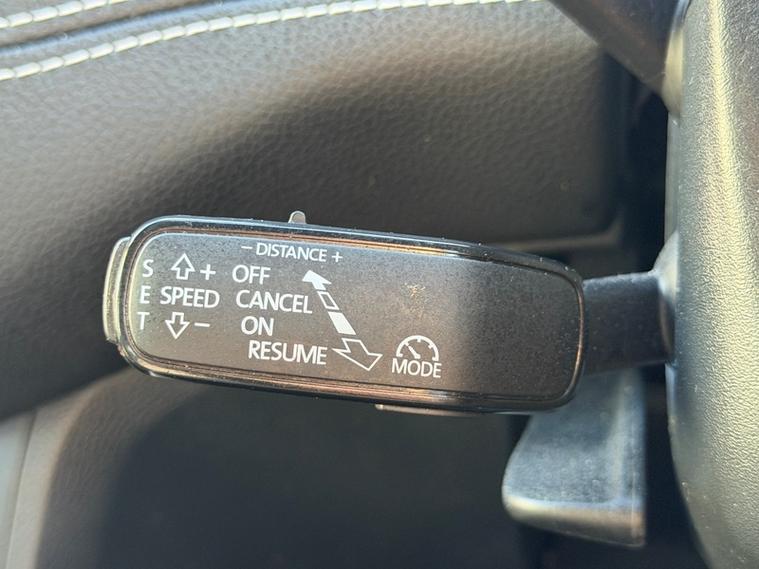 - DISTANCE +
S + OFF
E SPEED CANCEL
T - ON
RESUME
MODE